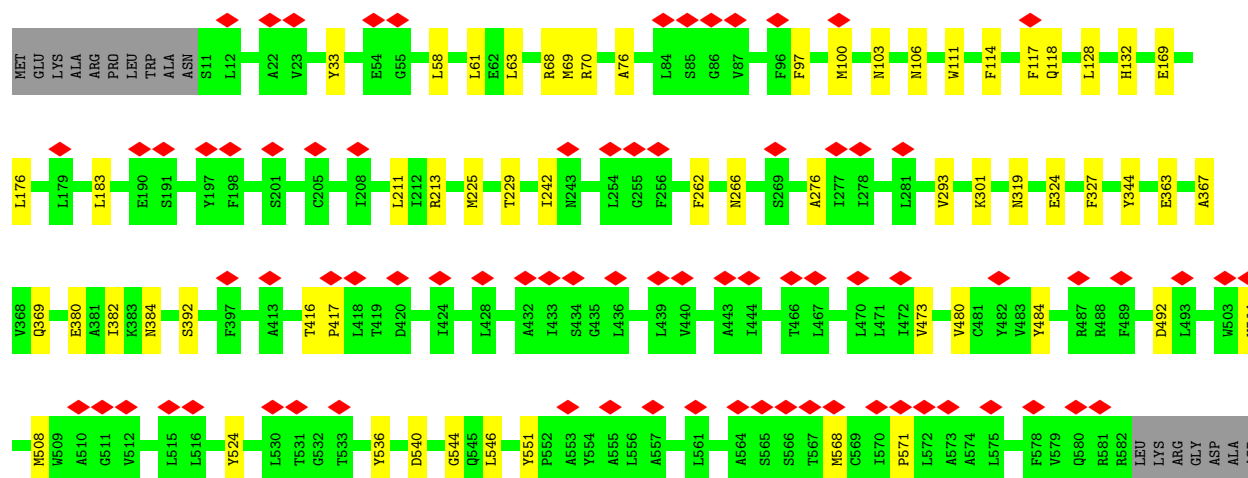 MET GLU LYS ALA ARG PRO LEU TRP ALA ASN S11 L12 A22 V23 Y33 E54 G55 L58 L61 E62 L63 R68 M69 R70 A76 L84 S85 G86 V87 F96 F97 M100 N103 N106 W111 F114 F117 Q118 L128 H132 E169
L176 L179 L183 E190 S191 Y197 F198 S201 C205 I208 L211 I212 R213 M225 T229 I242 N243 L254 G255 F256 F262 N266 S269 A276 I277 I278 L281 V293 K301 N319 E324 F327 Y344 E363 A367
V368 Q369 E380 A381 I382 K383 N384 S392 F397 A413 T416 P417 L418 T419 D420 I424 L428 A432 I433 S434 G435 L436 L439 V440 A443 I444 T466 L467 L470 L471 I472 V473 V480 C481 Y482 V483 Y484 R487 R488 F489 D492 L493 W503
M508 W509 A510 G511 V512 L515 L516 Y524 L530 T531 G532 T533 Y536 D540 G544 Q545 L546 Y551 P552 A553 Y554 A555 L556 A557 L561 A564 S565 S566 T567 M568 C569 I570 P571 L572 A573 A574 L575 F578 V579 Q580 R581 R582 LEU LYS ARG GLY ASP ALA